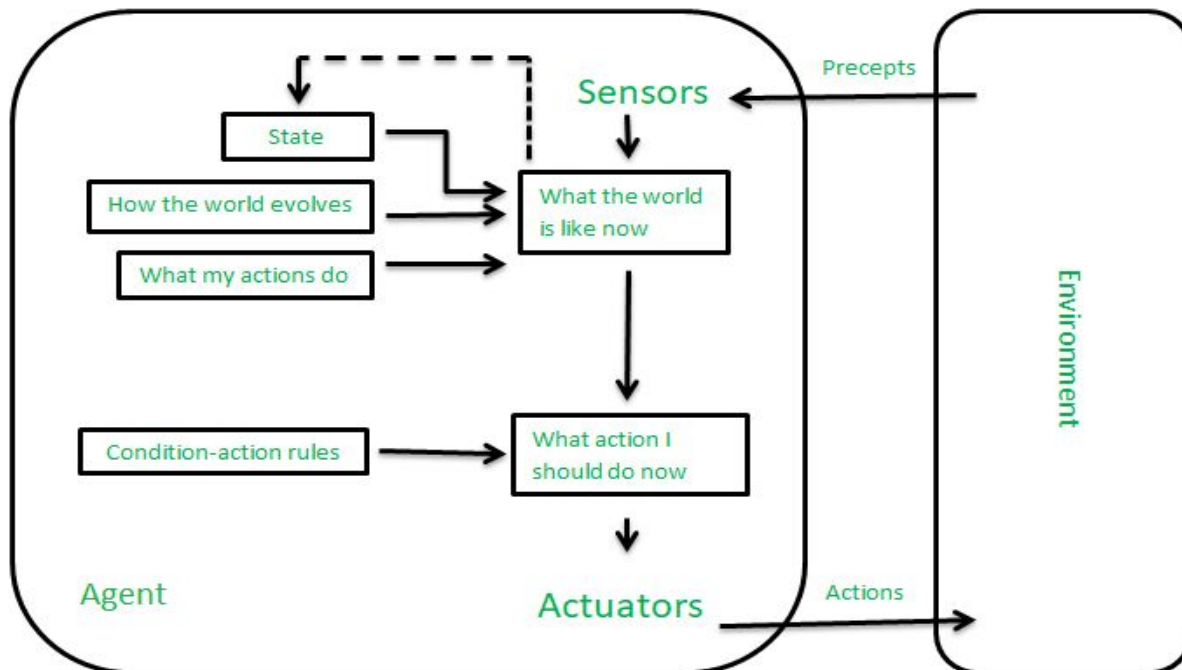 Precepts
Sensors
State
How the world evolves
What the world
is like now
What my actions do
Environment
Condition-action rules
What action I
should do now
Agent
Actuators
Actions